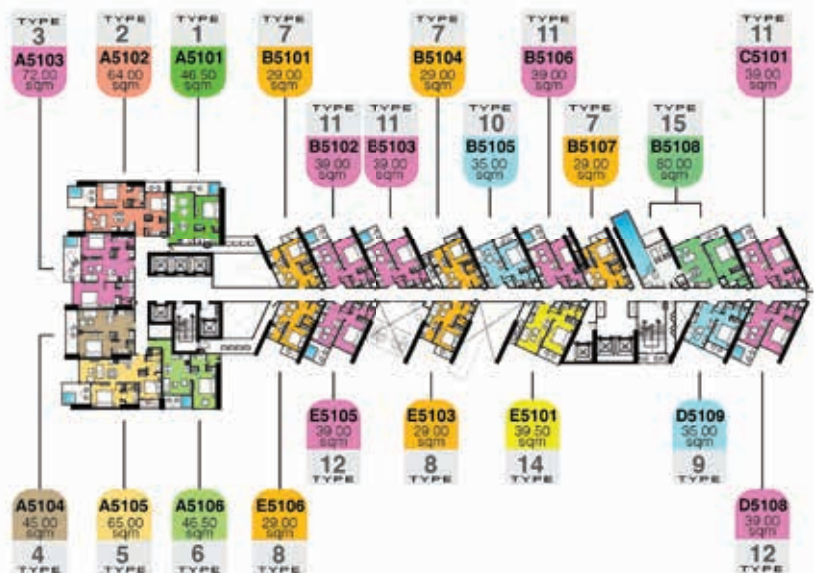 TYPE
3
A5103
72.00
sqm
TYPE
2
A5102
64.00
sqm
TYPE
1
A5101
46.50
sqm
TYPE
7
B5101
29.00
sqm
TYPE
7
B5104
29.00
sqm
TYPE
11
B5106
39.00
sqm
TYPE
11
C5101
39.00
sqm
TYPE
11
B5102
39.00
sqm
TYPE
11
E5103
39.00
sqm
TYPE
10
B5105
35.00
sqm
TYPE
7
B5107
29.00
sqm
TYPE
15
B5108
80.00
sqm
E5105
39.00
sqm
12
TYPE
E5103
29.00
sqm
8
TYPE
E5101
39.50
sqm
14
TYPE
D5109
35.00
sqm
9
TYPE
A5104
45.00
sqm
4
TYPE
A5105
65.00
sqm
5
TYPE
A5106
46.50
sqm
6
TYPE
E5106
29.00
sqm
8
TYPE
D5108
39.00
sqm
12
TYPE